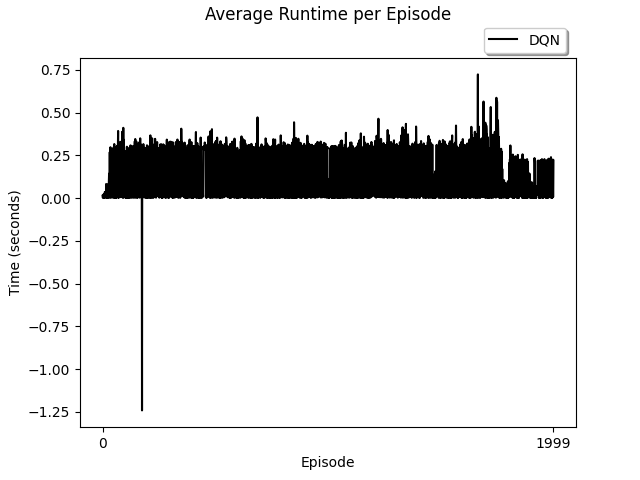 Average Runtime per Episode
DQN
0.75
0.50
0.25
0.00
−0.25
−0.50
−0.75
−1.00
−1.25
Time (seconds)
0 1999
Episode